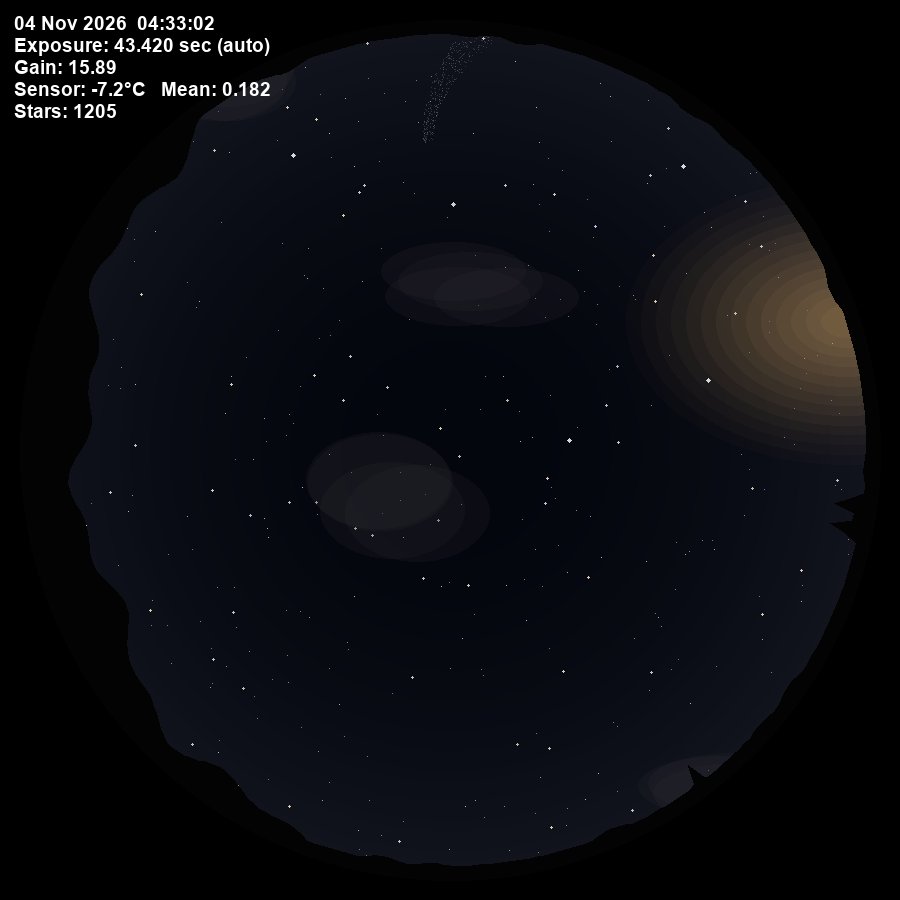 04 Nov 2026  04:33:02
Exposure: 43.420 sec (auto)
Gain: 15.89
Sensor: -7.2°C   Mean: 0.182
Stars: 1205